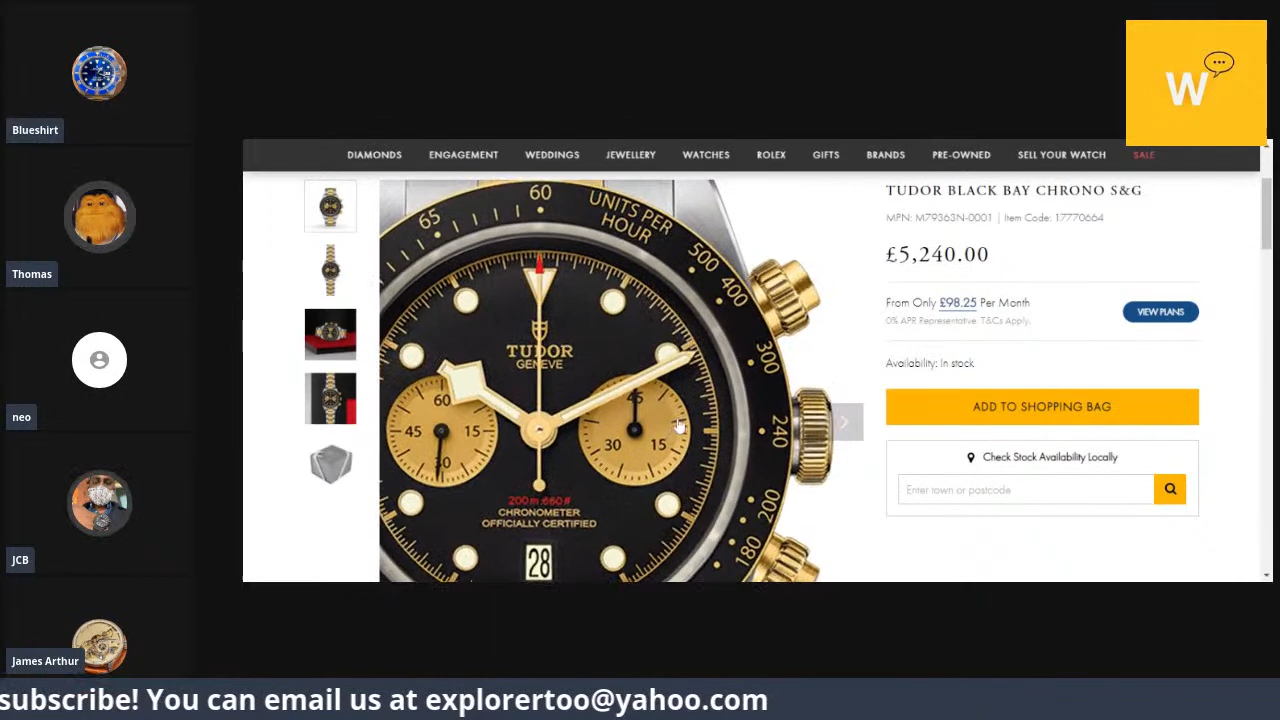 Blueshirt
Thomas
neo
JCB
James Arthur
W
DIAMONDS ENGAGEMENT WEDDINGS JEWELLERY WATCHES ROLEX GIFTS BRANDS PRE-OWNED SELL YOUR WATCH SALE
60
65
UNITS PER
HOUR
500
400
300
240
200
180
TUDOR
GENEVE
60
45 15
30
45
30 15
200m:660ft
CHRONOMETER
OFFICIALLY CERTIFIED
28
TUDOR BLACK BAY CHRONO S&G
MPN: M79363N-0001 | Item Code: 17770664
£5,240.00
From Only £98.25 Per Month
VIEW PLANS
0% APR Representative. T&Cs Apply.
Availability: In stock
ADD TO SHOPPING BAG
Check Stock Availability Locally
Enter town or postcode
subscribe! You can email us at explorertoo@yahoo.com